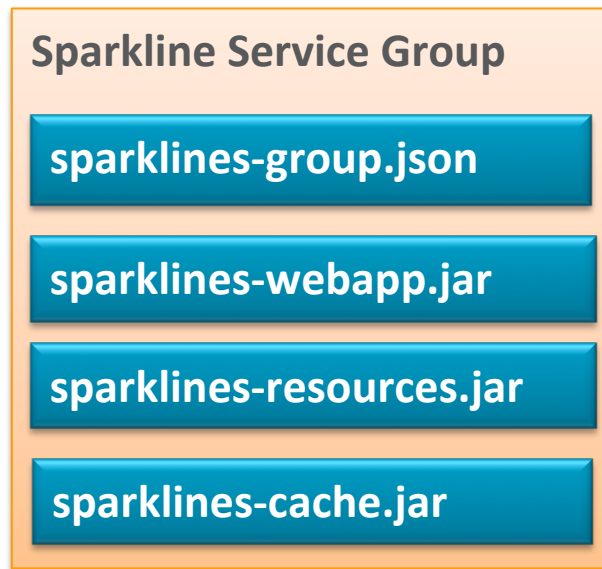 Sparkline Service Group
sparklines-group.json
sparklines-webapp.jar
sparklines-resources.jar
sparklines-cache.jar